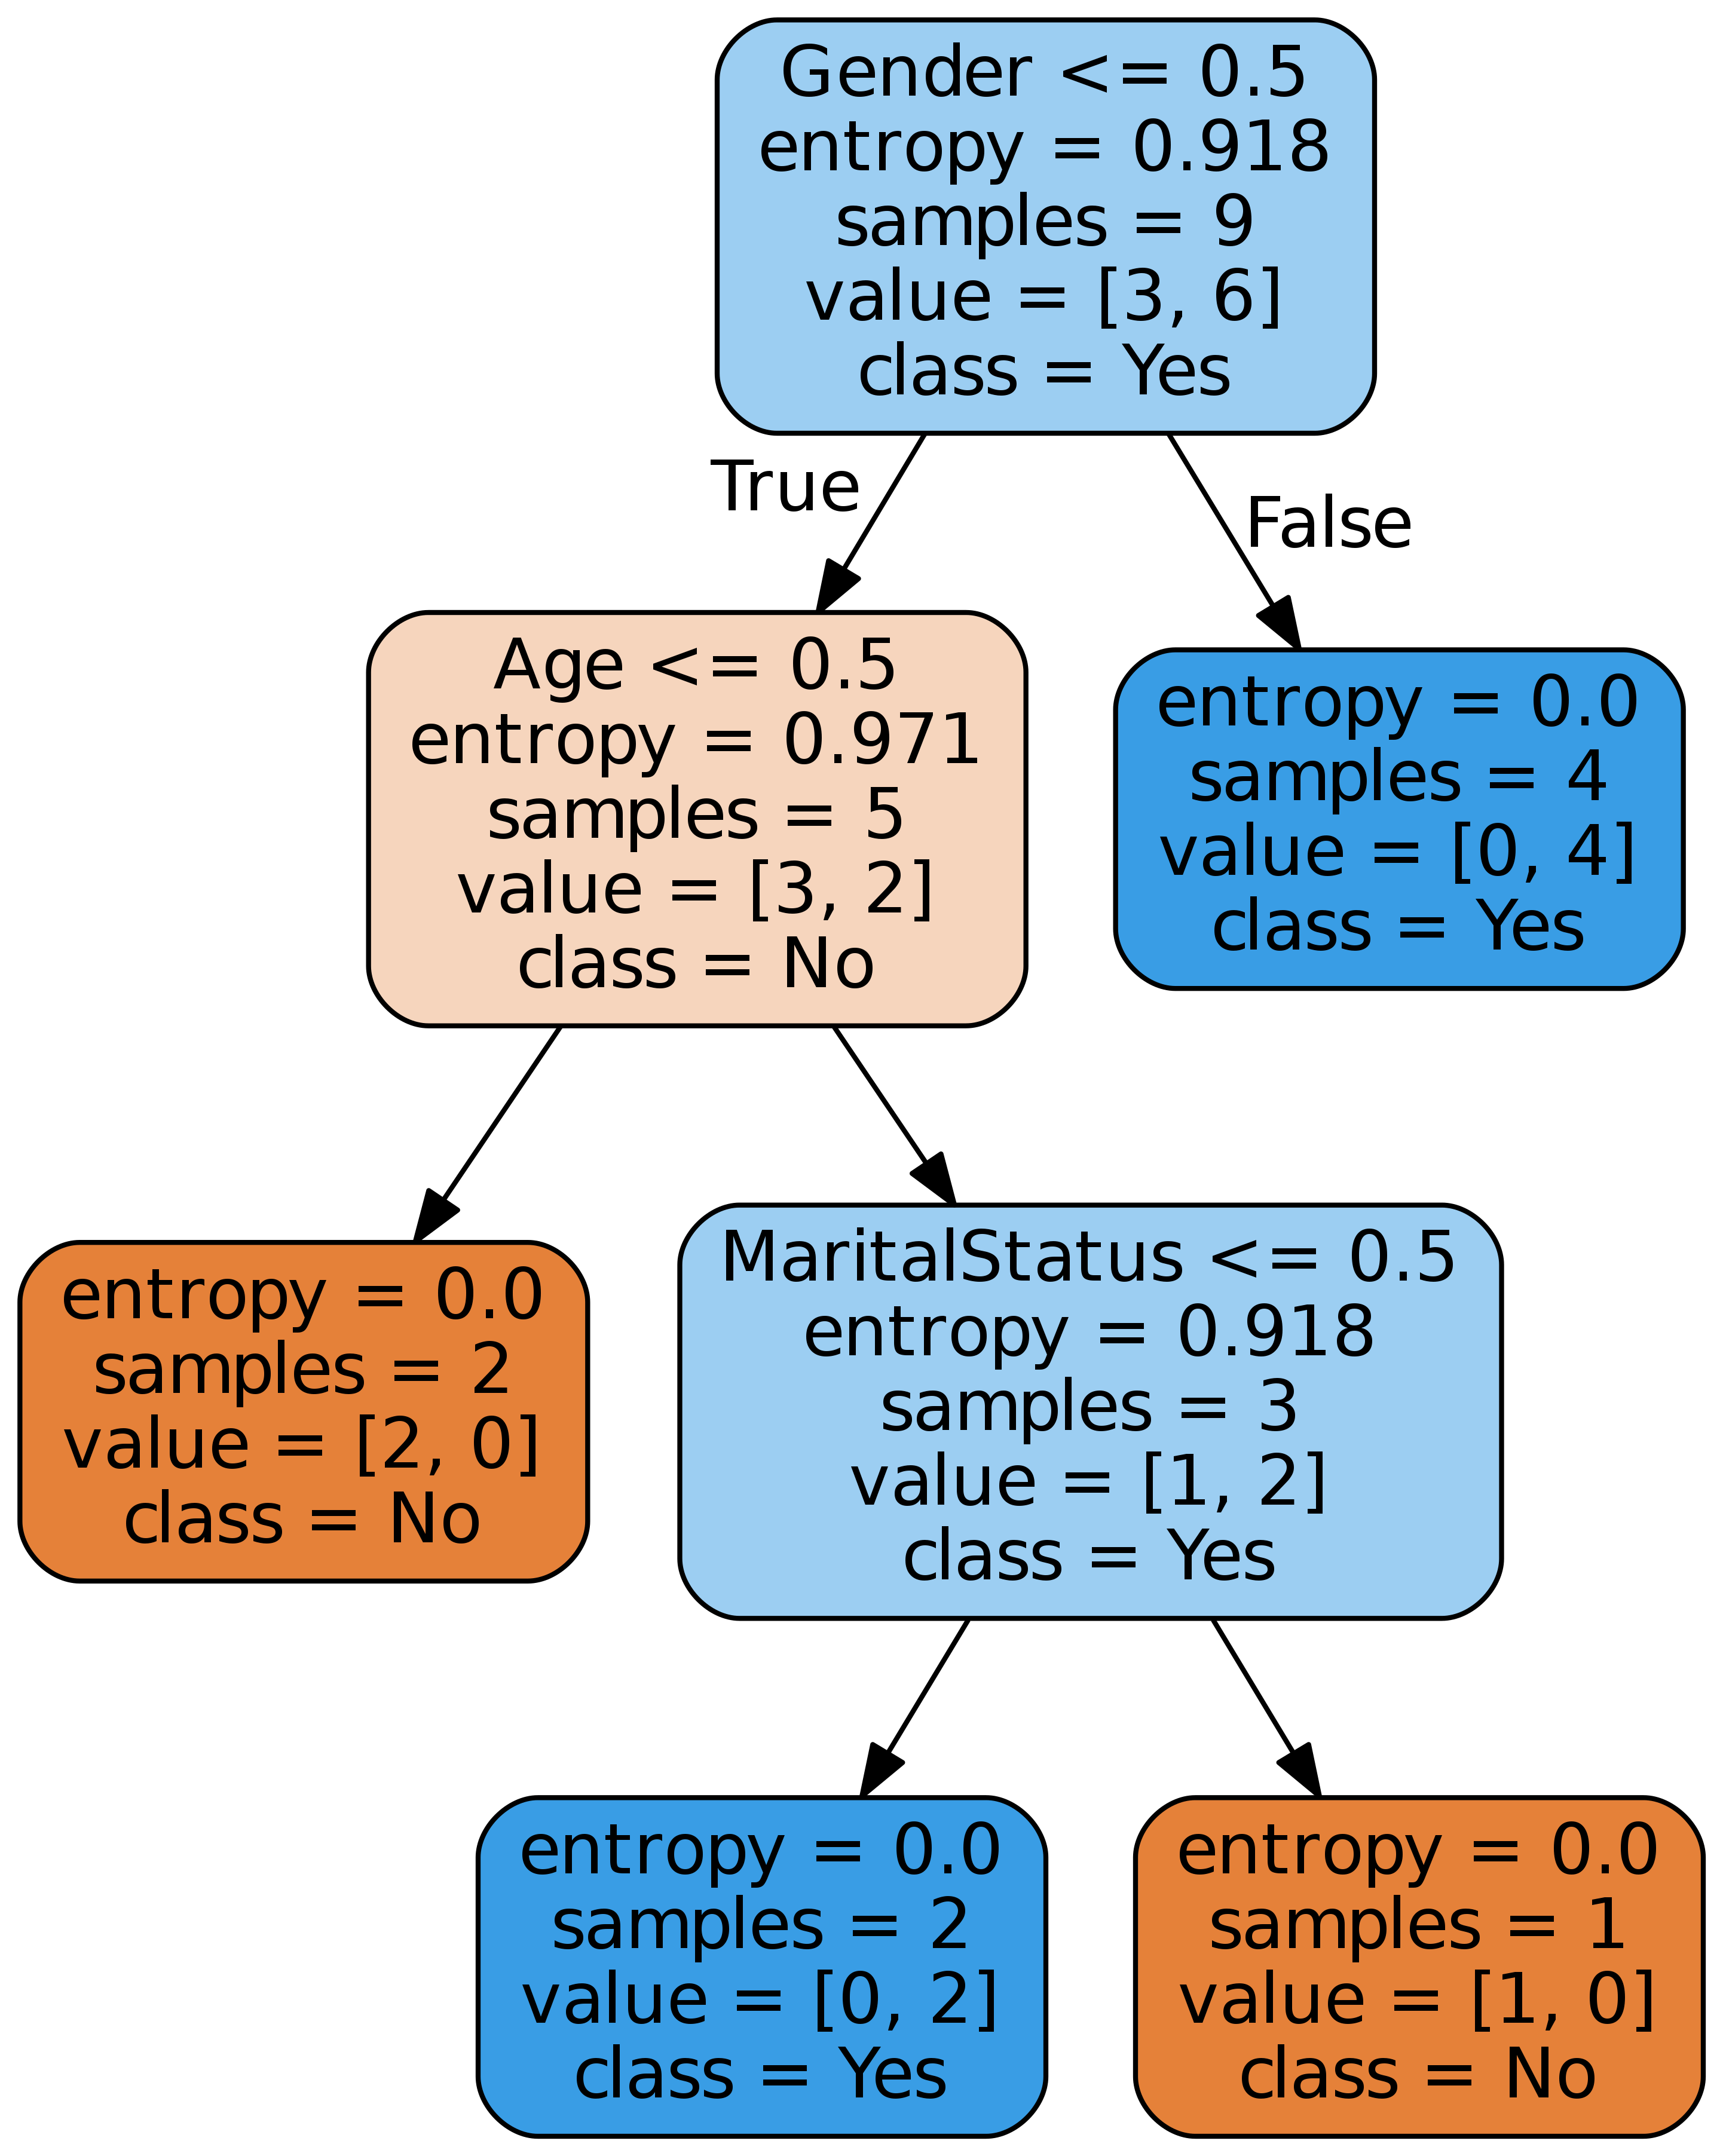 Gender <= 0.5
entropy = 0.918
samples = 9
value = [3, 6]
class = Yes
True
False
Age <= 0.5
entropy = 0.971
samples = 5
value = [3, 2]
class = No
entropy = 0.0
samples = 4
value = [0, 4]
class = Yes
entropy = 0.0
samples = 2
value = [2, 0]
class = No
MaritalStatus <= 0.5
entropy = 0.918
samples = 3
value = [1, 2]
class = Yes
entropy = 0.0
samples = 2
value = [0, 2]
class = Yes
entropy = 0.0
samples = 1
value = [1, 0]
class = No